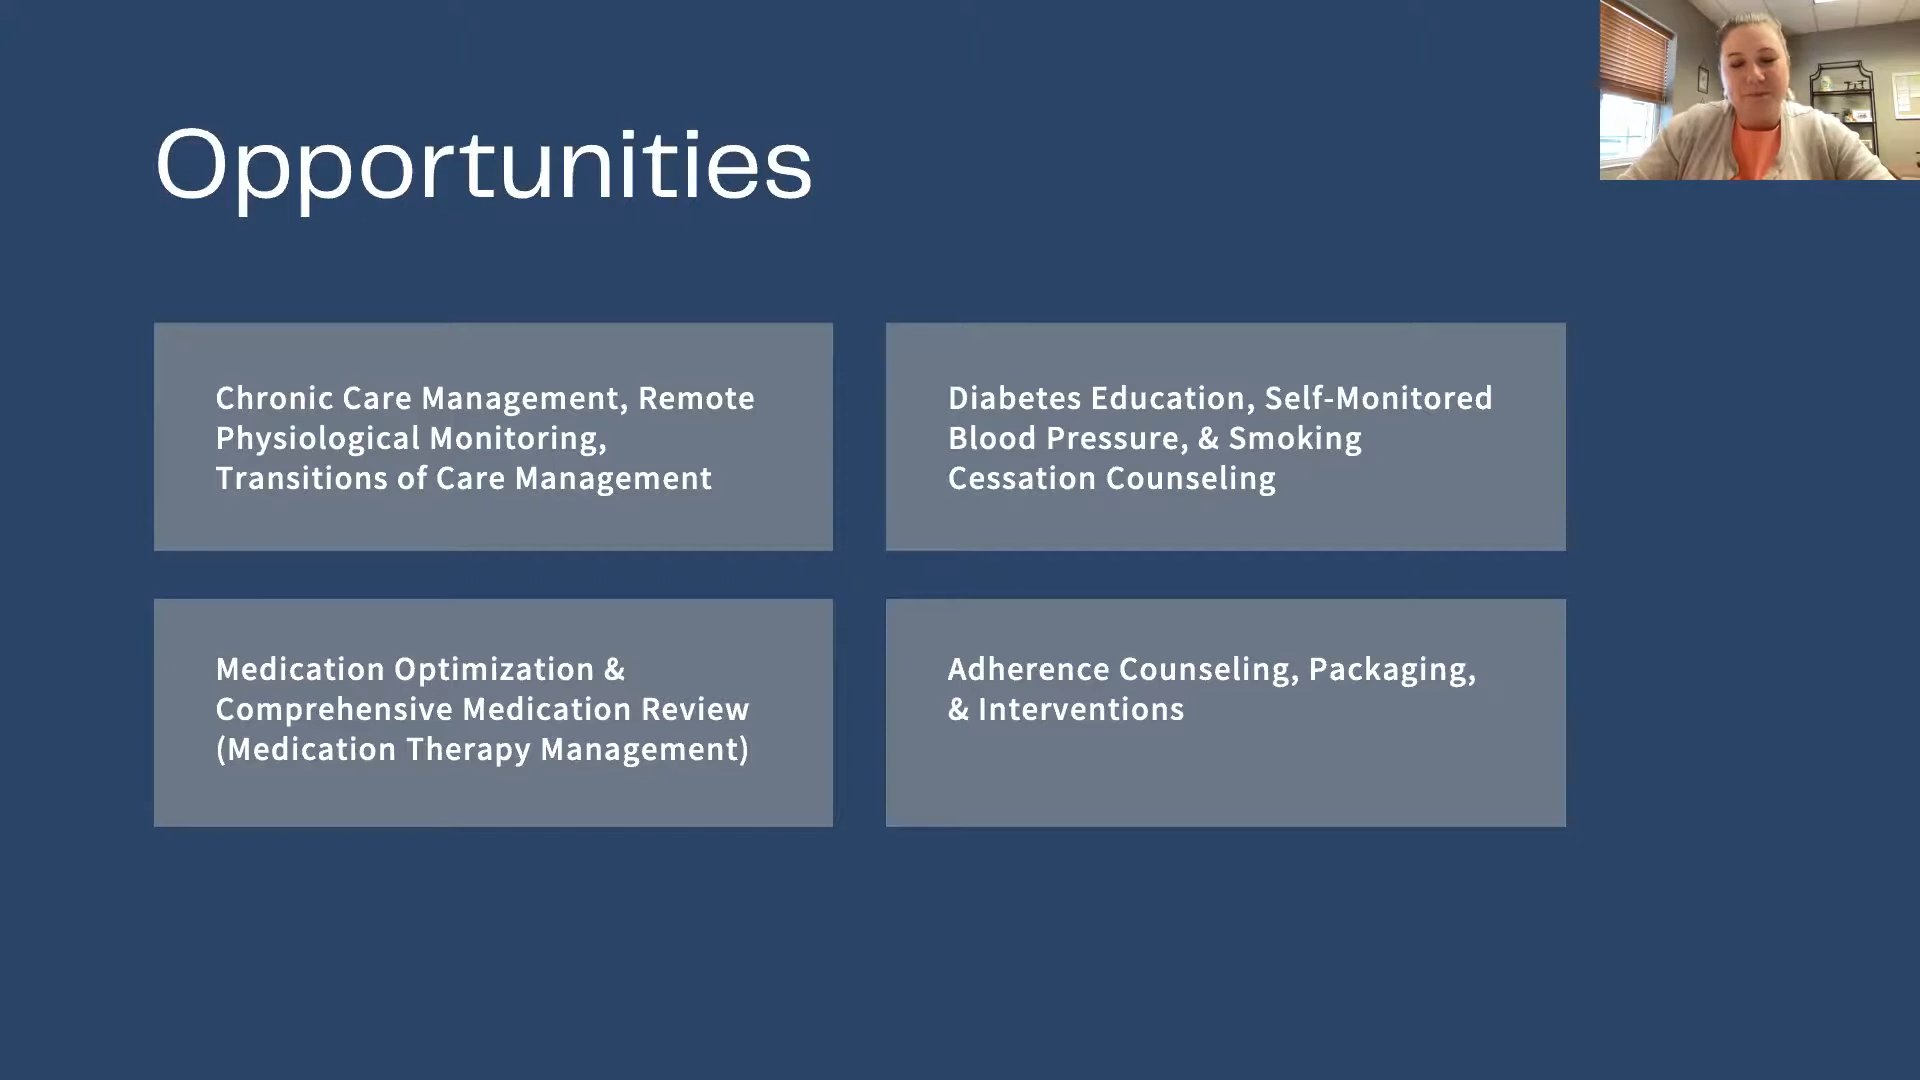 Opportunities
Chronic Care Management, Remote
Physiological Monitoring,
Transitions of Care Management
Diabetes Education, Self-Monitored
Blood Pressure, & Smoking
Cessation Counseling
Medication Optimization &
Comprehensive Medication Review
(Medication Therapy Management)
Adherence Counseling, Packaging,
& Interventions